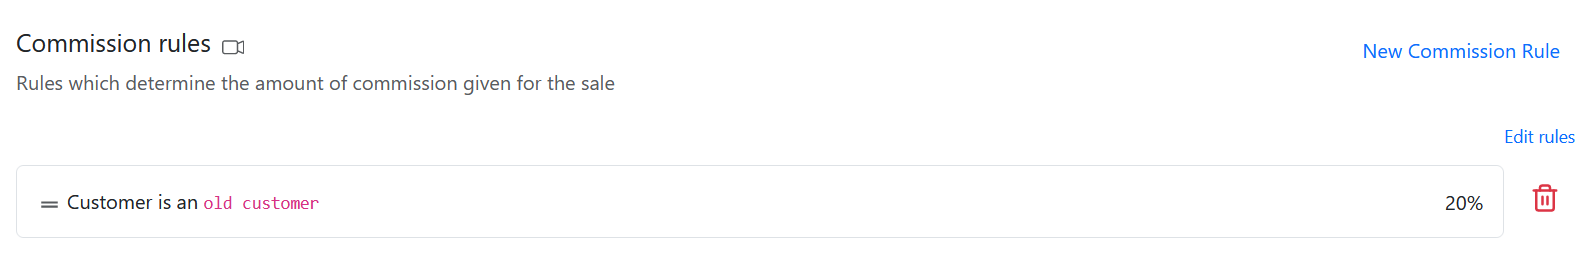 Commission rules
New Commission Rule
Rules which determine the amount of commission given for the sale
Edit rules
Customer is an old customer
20%